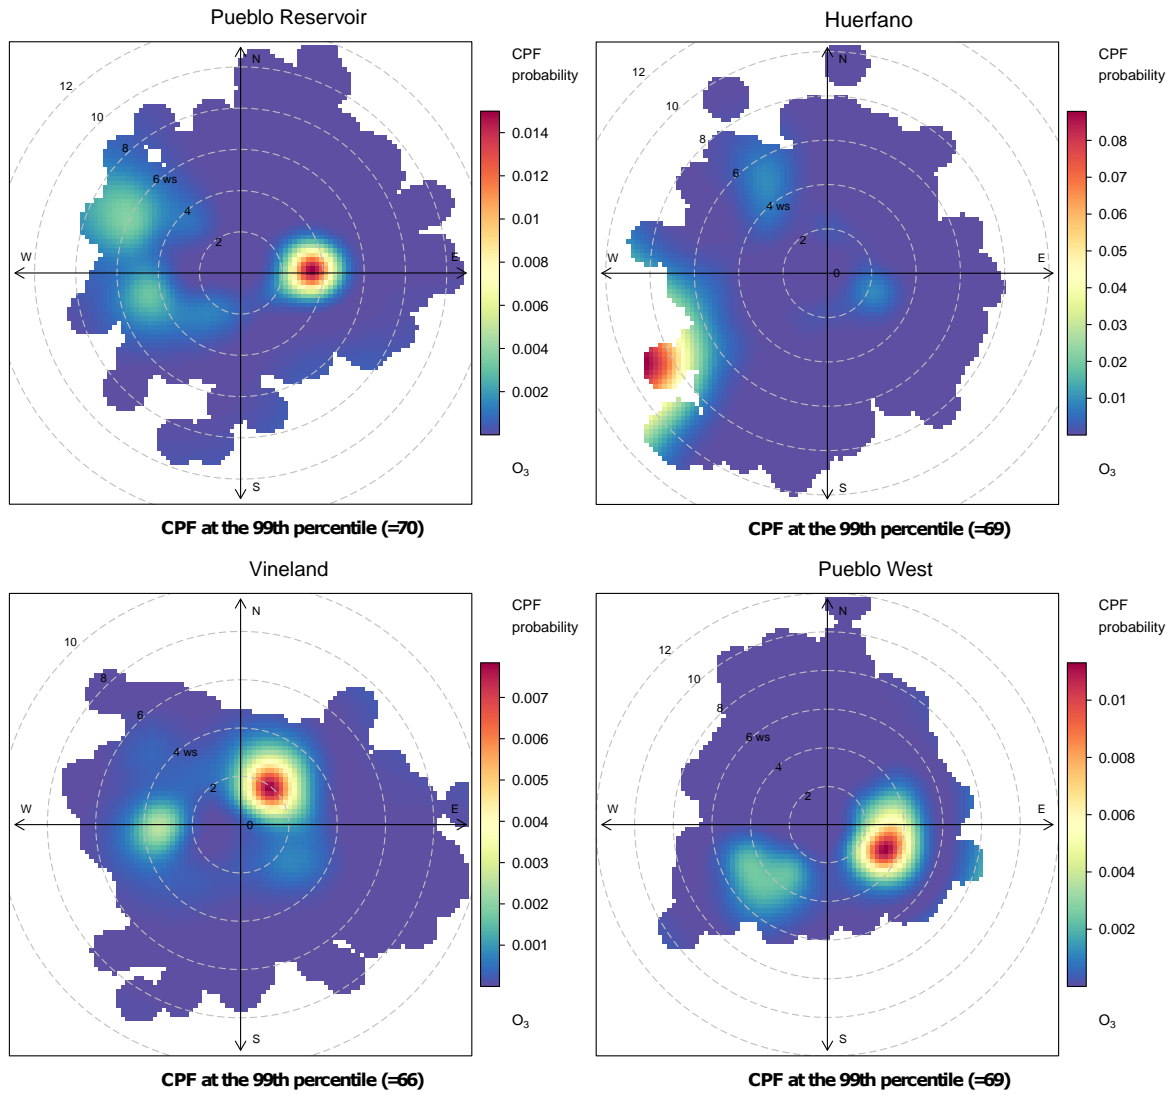 Pueblo Reservoir
12
10
8
6 ws
4
2
N
E
S
W
CPF
probability
0.014
0.012
0.010
0.008
0.006
0.004
0.002
O3
CPF at the 99th percentile (=70)
Huerfano
12
10
8
6
4 ws
2
0
N
E
S
W
CPF
probability
0.08
0.07
0.06
0.05
0.04
0.03
0.02
0.01
O3
CPF at the 99th percentile (=69)
Vineland
10
8
6
4 ws
2
0
N
E
S
W
CPF
probability
0.007
0.006
0.005
0.004
0.003
0.002
0.001
O3
CPF at the 99th percentile (=66)
Pueblo West
12
10
8
6 ws
4
2
N
E
S
W
CPF
probability
0.01
0.008
0.006
0.004
0.002
O3
CPF at the 99th percentile (=69)